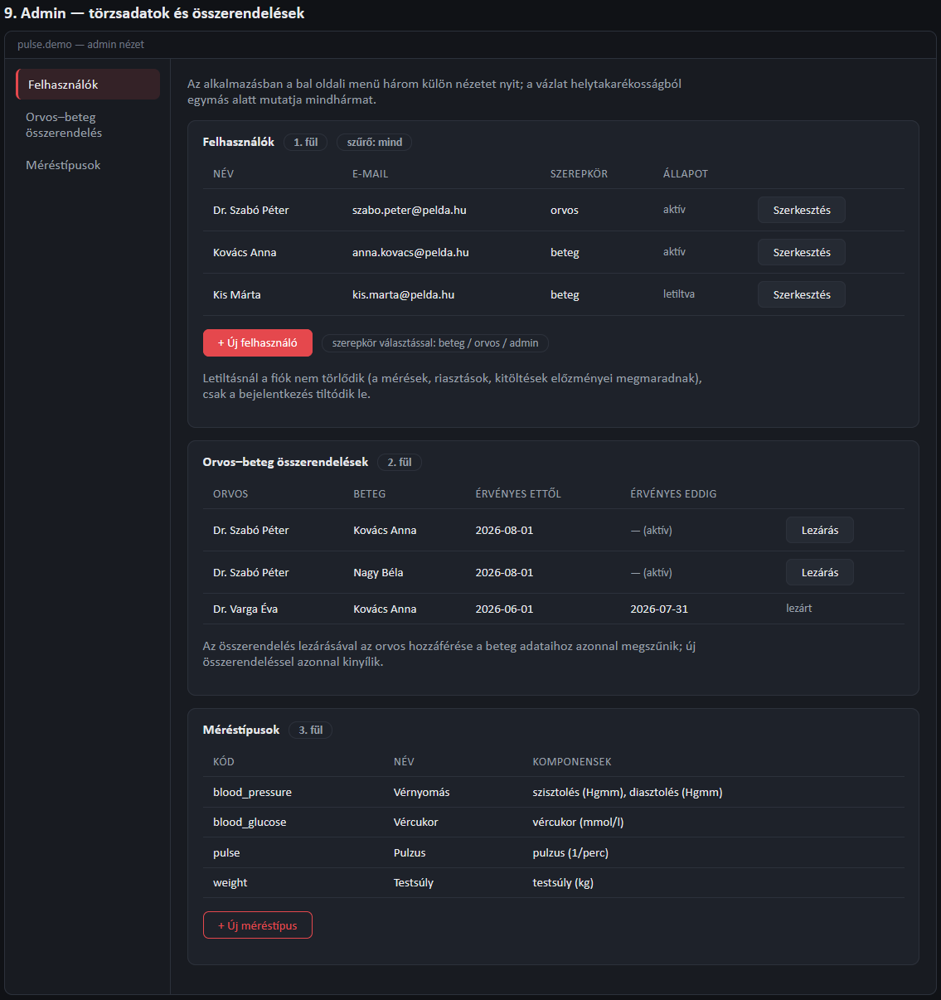 9. Admin — törzsadatok és összerendelések
pulse.demo — admin nézet
Felhasználók
Orvos–beteg
összerendelés
Méréstípusok
Az alkalmazásban a bal oldali menü három külön nézetet nyit; a vázlat helytakarékosságból
egymás alatt mutatja mindhármat.
Felhasználók 1. fül szűrő: mind
NÉV E-MAIL SZEREPKÖR ÁLLAPOT
Dr. Szabó Péter szabo.peter@pelda.hu orvos aktív Szerkesztés
Kovács Anna anna.kovacs@pelda.hu beteg aktív Szerkesztés
Kis Márta kis.marta@pelda.hu beteg letiltva Szerkesztés
+ Új felhasználó szerepkör választással: beteg / orvos / admin
Letiltásnál a fiók nem törlődik (a mérések, riasztások, kitöltések előzményei megmaradnak),
csak a bejelentkezés tiltódik le.
Orvos–beteg összerendelések 2. fül
ORVOS BETEG ÉRVÉNYES ETTŐL ÉRVÉNYES EDDIG
Dr. Szabó Péter Kovács Anna 2026-08-01 — (aktív) Lezárás
Dr. Szabó Péter Nagy Béla 2026-08-01 — (aktív) Lezárás
Dr. Varga Éva Kovács Anna 2026-06-01 2026-07-31 lezárt
Az összerendelés lezárásával az orvos hozzáférése a beteg adataihoz azonnal megszűnik; új
összerendeléssel azonnal kinyílik.
Méréstípusok 3. fül
KÓD NÉV KOMPONENSEK
blood_pressure Vérnyomás szisztolés (Hgmm), diasztolés (Hgmm)
blood_glucose Vércukor vércukor (mmol/l)
pulse Pulzus pulzus (1/perc)
weight Testsúly testsúly (kg)
+ Új méréstípus